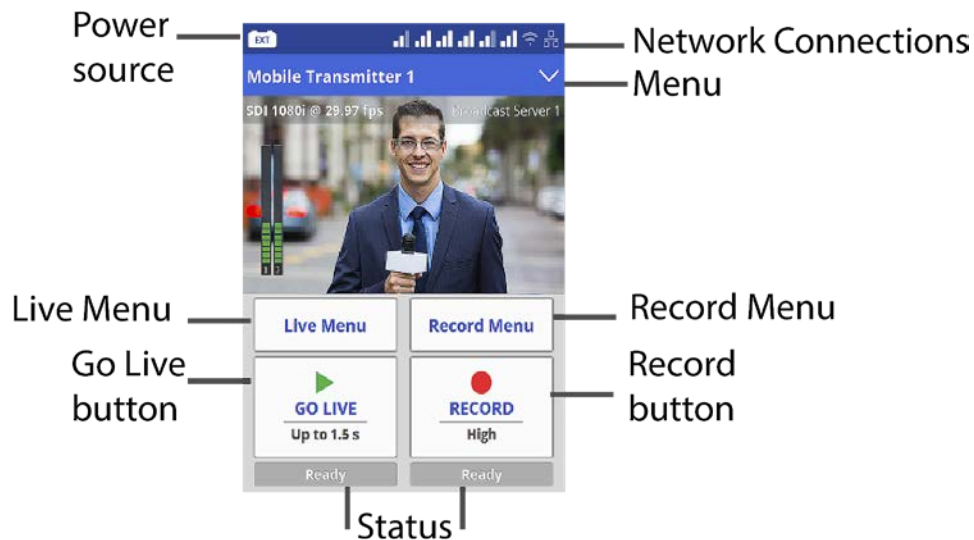 Power
source
EXT
Network Connections
Mobile Transmitter 1
Menu
SDI 1080i @ 29.97 fps
Broadcast Server 1
1 2
Live Menu
Live Menu
Record Menu
Record Menu
Go Live
button
GO LIVE
Up to 1.5 s
RECORD
High
Record
button
Ready
Ready
Status